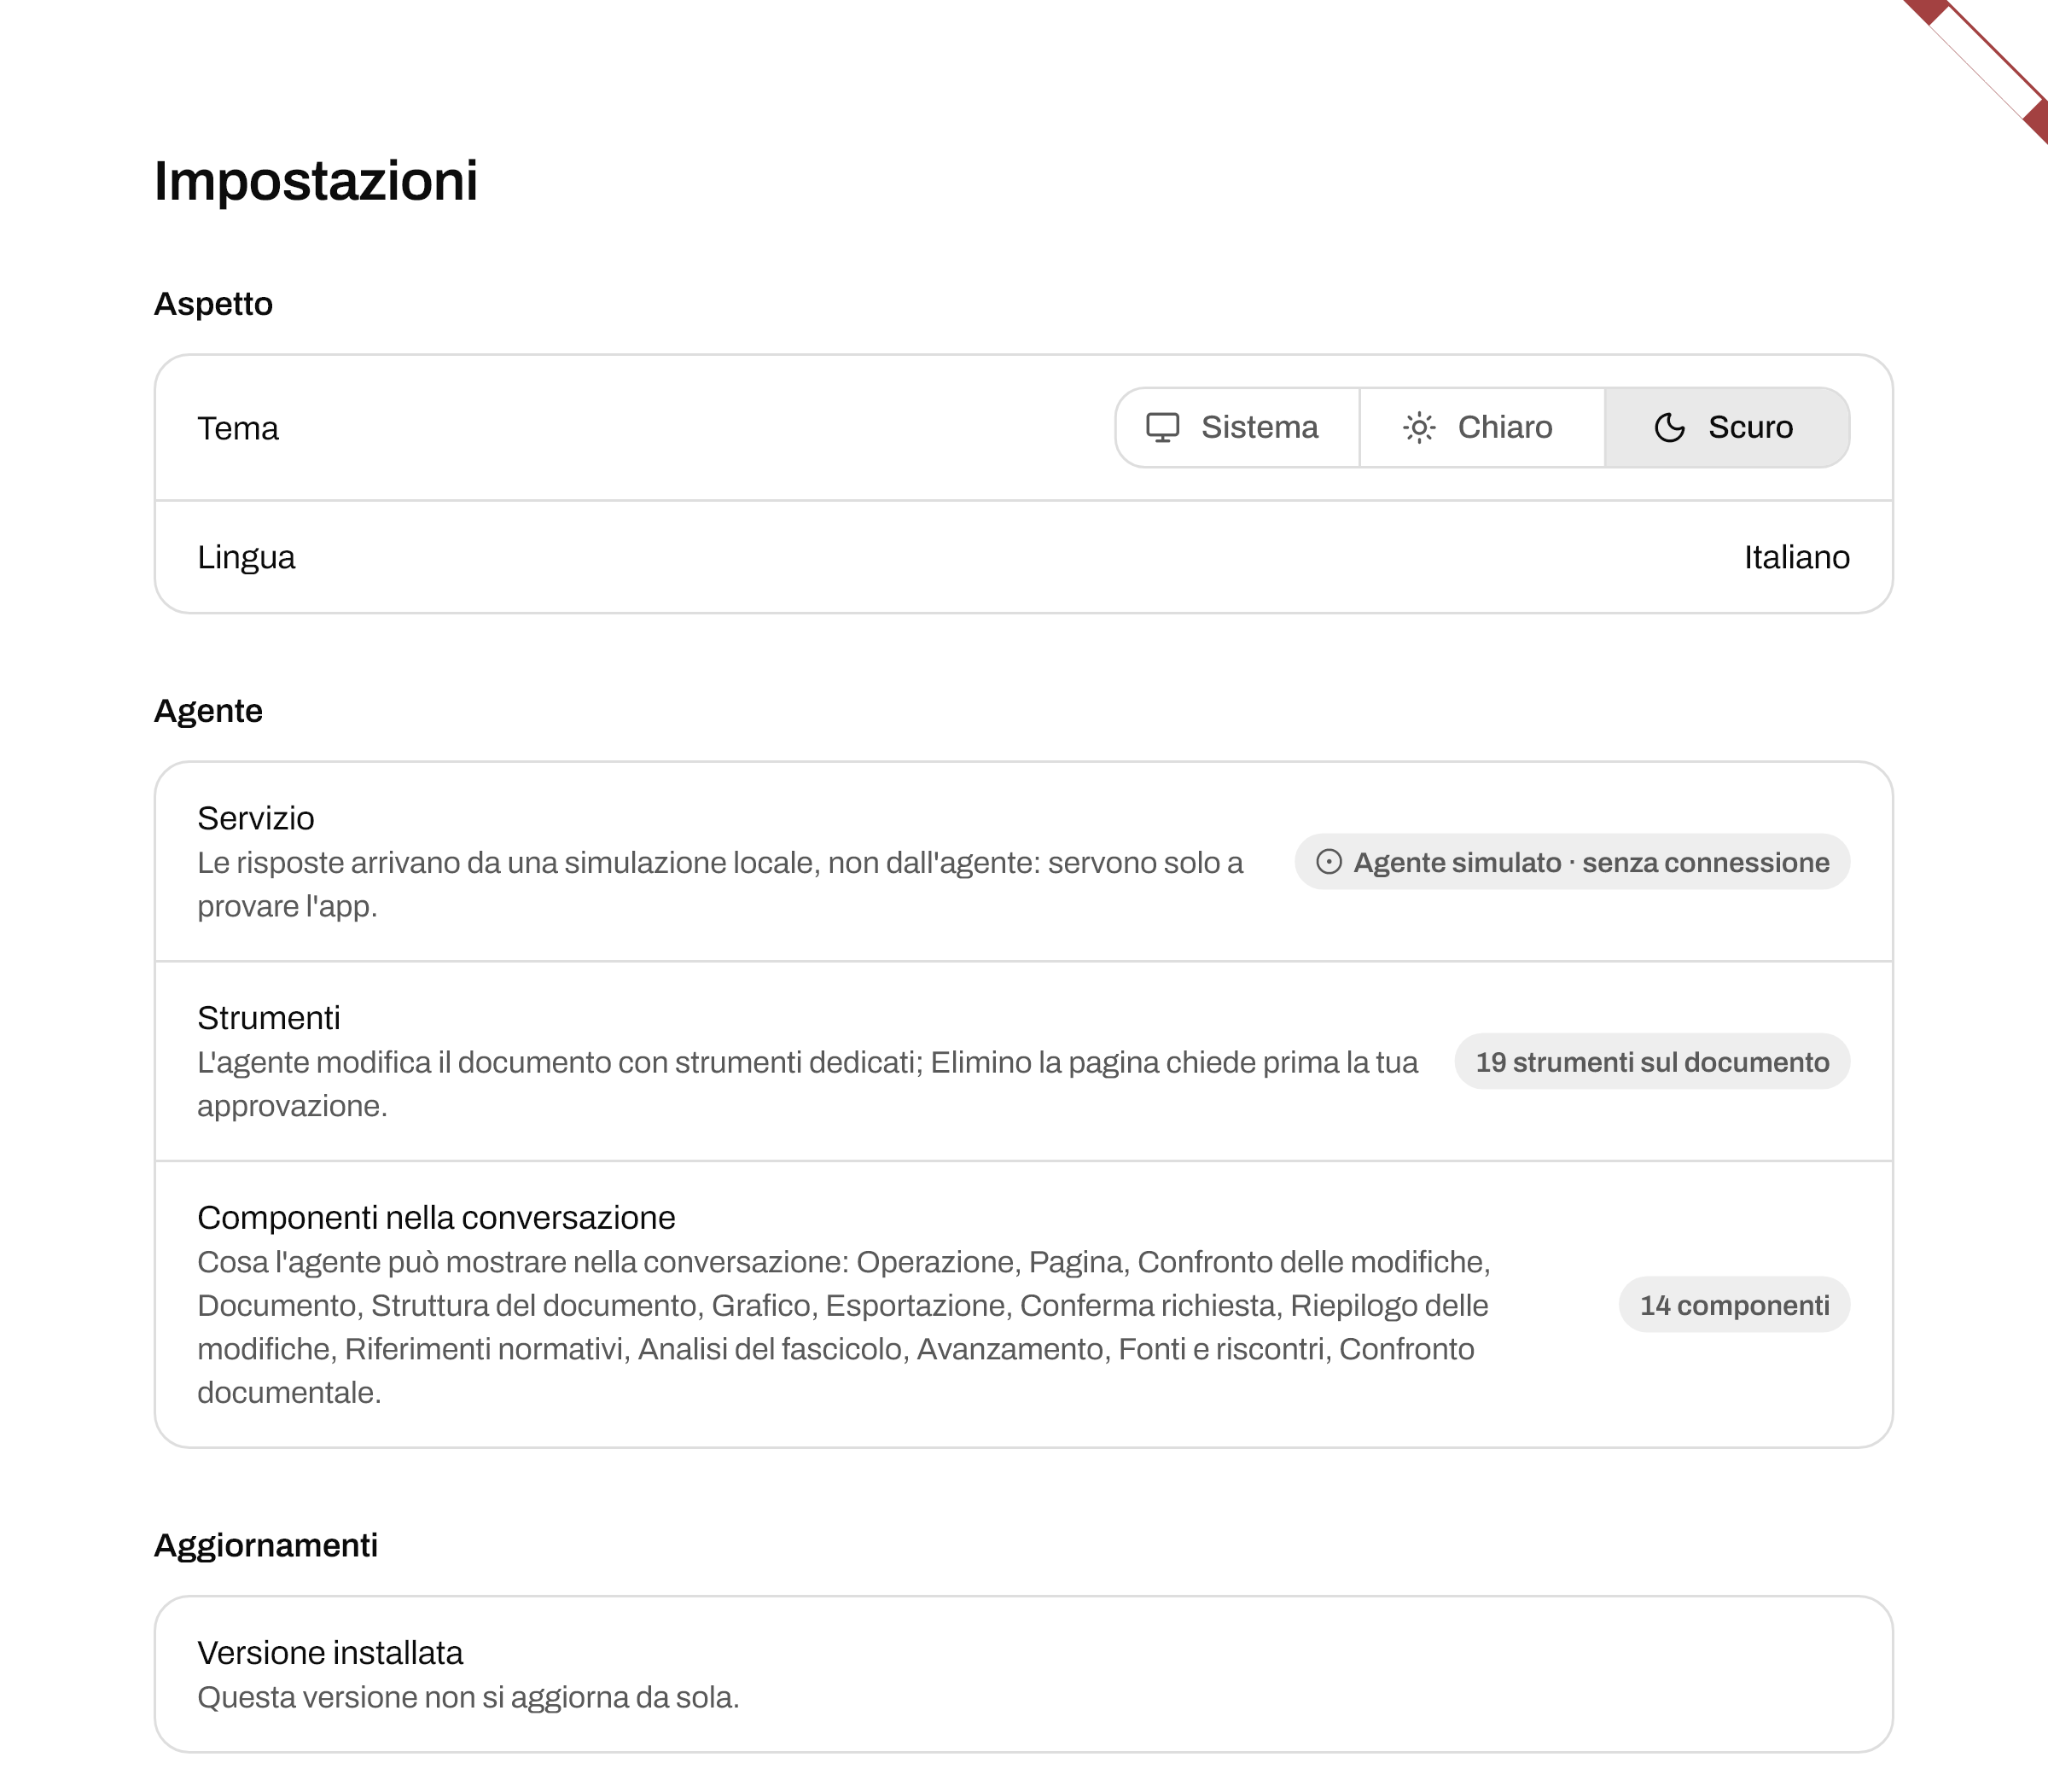 Impostazioni
Aspetto
Tema
Sistema
Chiaro
Scuro
Lingua
Italiano
Agente
Servizio
Le risposte arrivano da una simulazione locale, non dall'agente: servono solo a
provare l'app.
Agente simulato · senza connessione
Strumenti
L'agente modifica il documento con strumenti dedicati; Elimino la pagina chiede prima la tua
approvazione.
19 strumenti sul documento
Componenti nella conversazione
Cosa l'agente può mostrare nella conversazione: Operazione, Pagina, Confronto delle modifiche,
Documento, Struttura del documento, Grafico, Esportazione, Conferma richiesta, Riepilogo delle
modifiche, Riferimenti normativi, Analisi del fascicolo, Avanzamento, Fonti e riscontri, Confronto
documentale.
14 componenti
Aggiornamenti
Versione installata
Questa versione non si aggiorna da sola.